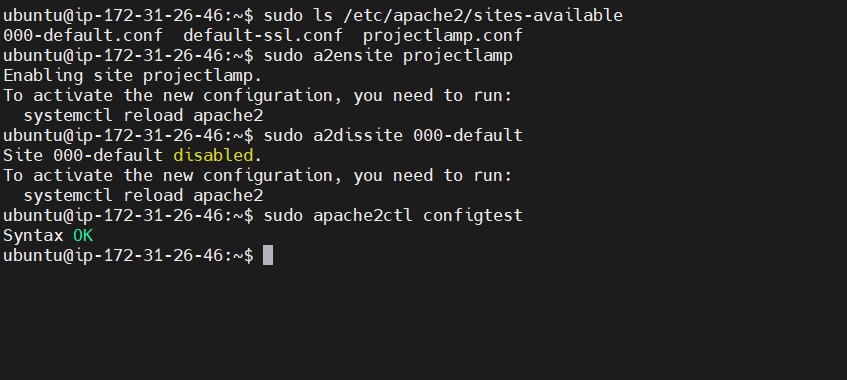 ubuntu@ip-172-31-26-46:~$ sudo ls /etc/apache2/sites-available
000-default.conf  default-ssl.conf  projectlamp.conf
ubuntu@ip-172-31-26-46:~$ sudo a2ensite projectlamp
Enabling site projectlamp.
To activate the new configuration, you need to run:
  systemctl reload apache2
ubuntu@ip-172-31-26-46:~$ sudo a2dissite 000-default
Site 000-default disabled.
To activate the new configuration, you need to run:
  systemctl reload apache2
ubuntu@ip-172-31-26-46:~$ sudo apache2ctl configtest
Syntax OK
ubuntu@ip-172-31-26-46:~$